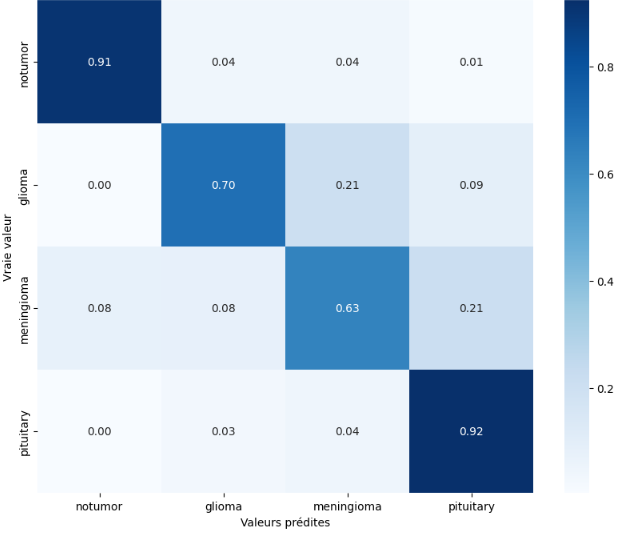 notumor 0.91 0.04 0.04 0.01
glioma 0.00 0.70 0.21 0.09
meningioma 0.08 0.08 0.63 0.21
pituitary 0.00 0.03 0.04 0.92
notumor glioma meningioma pituitary
Valeurs prédites
Vraie valeur
0.8
0.6
0.4
0.2